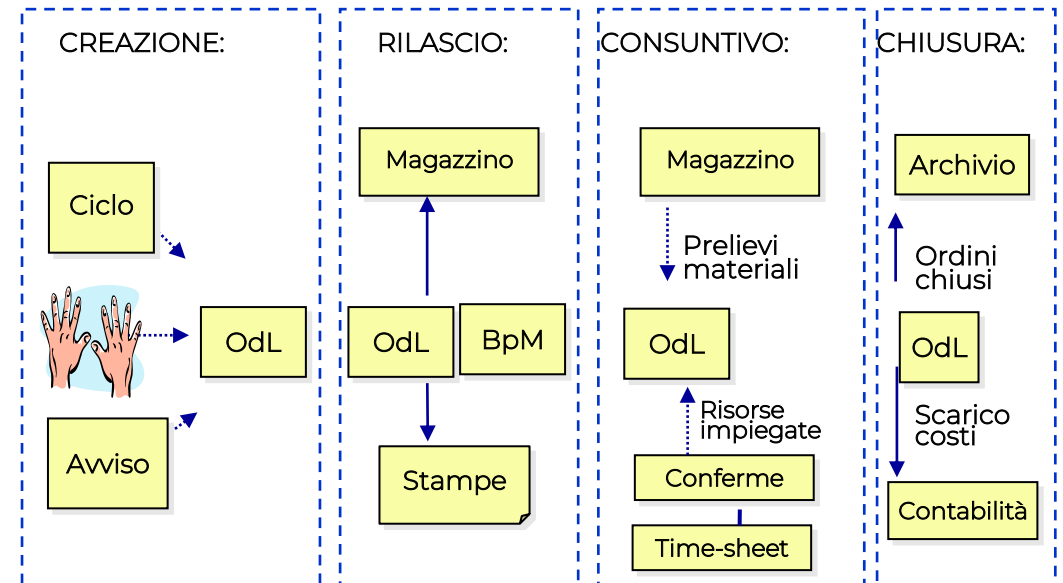 CREAZIONE:
Ciclo
OdL
Avviso
RILASCIO:
Magazzino
OdL
BpM
Stampe
CONSUNTIVO:
Magazzino
Prelievi
materiali
OdL
Risorse
impiegate
Conferme
Time-sheet
CHIUSURA:
Archivio
Ordini
chiusi
OdL
Scarico
costi
Contabilità